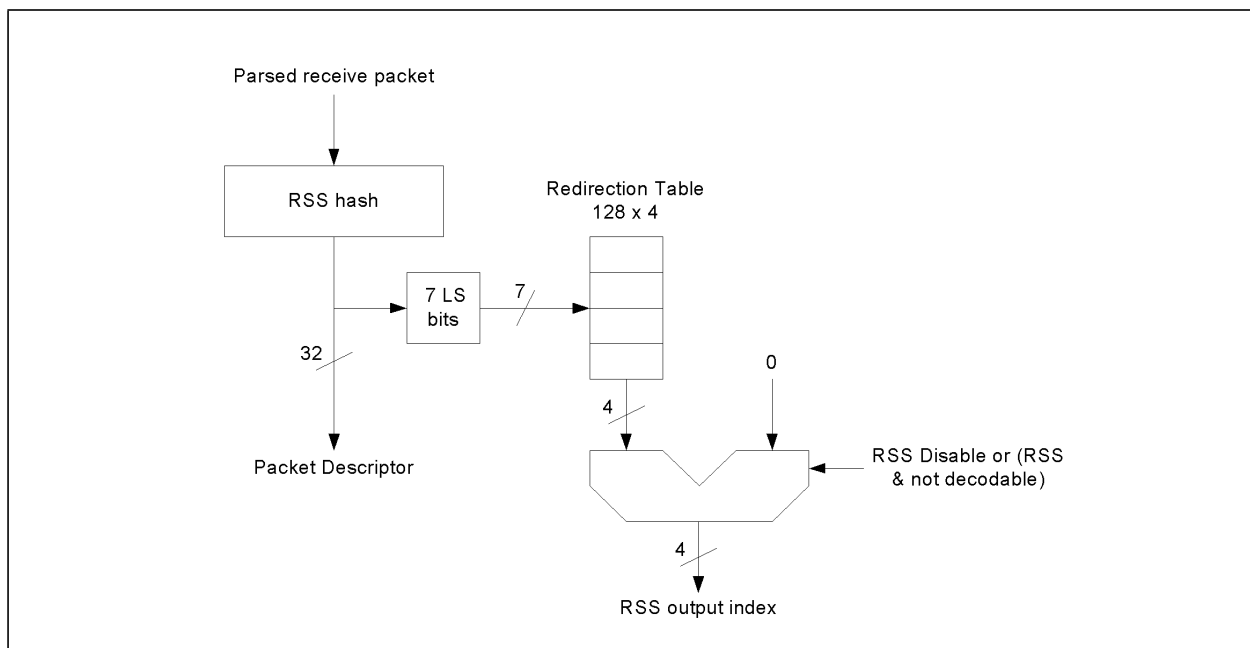 Parsed receive packet
RSS hash
Redirection Table
128 x 4
7 LS
bits
7
32
0
4
Packet Descriptor
RSS Disable or (RSS
& not decodable)
4
RSS output index